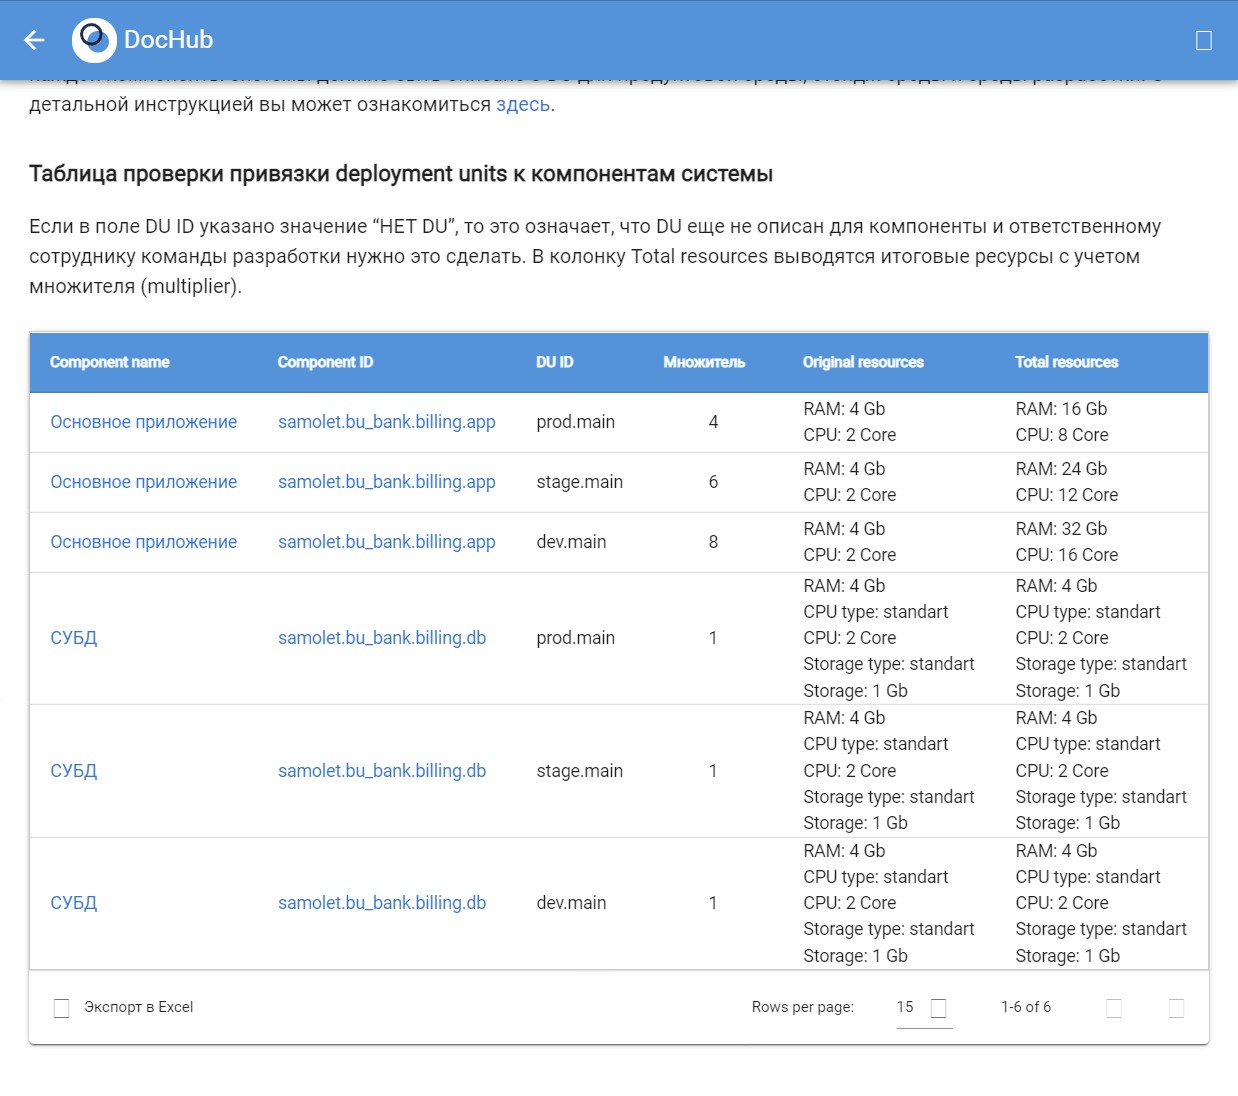 DocHub
детальной инструкцией вы может ознакомиться здесь.
Таблица проверки привязки deployment units к компонентам системы
Если в поле DU ID указано значение “НЕТ DU”, то это означает, что DU еще не описан для компоненты и ответственному
сотруднику команды разработки нужно это сделать. В колонку Total resources выводятся итоговые ресурсы с учетом
множителя (multiplier).
Component name Component ID DU ID Множитель Original resources Total resources
Основное приложение samolet.bu_bank.billing.app prod.main 4
RAM: 4 Gb RAM: 16 Gb
CPU: 2 Core CPU: 8 Core
Основное приложение samolet.bu_bank.billing.app stage.main 6
RAM: 4 Gb RAM: 24 Gb
CPU: 2 Core CPU: 12 Core
Основное приложение samolet.bu_bank.billing.app dev.main 8
RAM: 4 Gb RAM: 32 Gb
CPU: 2 Core CPU: 16 Core
СУБД samolet.bu_bank.billing.db prod.main 1
RAM: 4 Gb RAM: 4 Gb
CPU type: standart CPU type: standart
CPU: 2 Core CPU: 2 Core
Storage type: standart Storage type: standart
Storage: 1 Gb Storage: 1 Gb
СУБД samolet.bu_bank.billing.db stage.main 1
RAM: 4 Gb RAM: 4 Gb
CPU type: standart CPU type: standart
CPU: 2 Core CPU: 2 Core
Storage type: standart Storage type: standart
Storage: 1 Gb Storage: 1 Gb
СУБД samolet.bu_bank.billing.db dev.main 1
RAM: 4 Gb RAM: 4 Gb
CPU type: standart CPU type: standart
CPU: 2 Core CPU: 2 Core
Storage type: standart Storage type: standart
Storage: 1 Gb Storage: 1 Gb
Экспорт в Excel Rows per page: 15 1-6 of 6